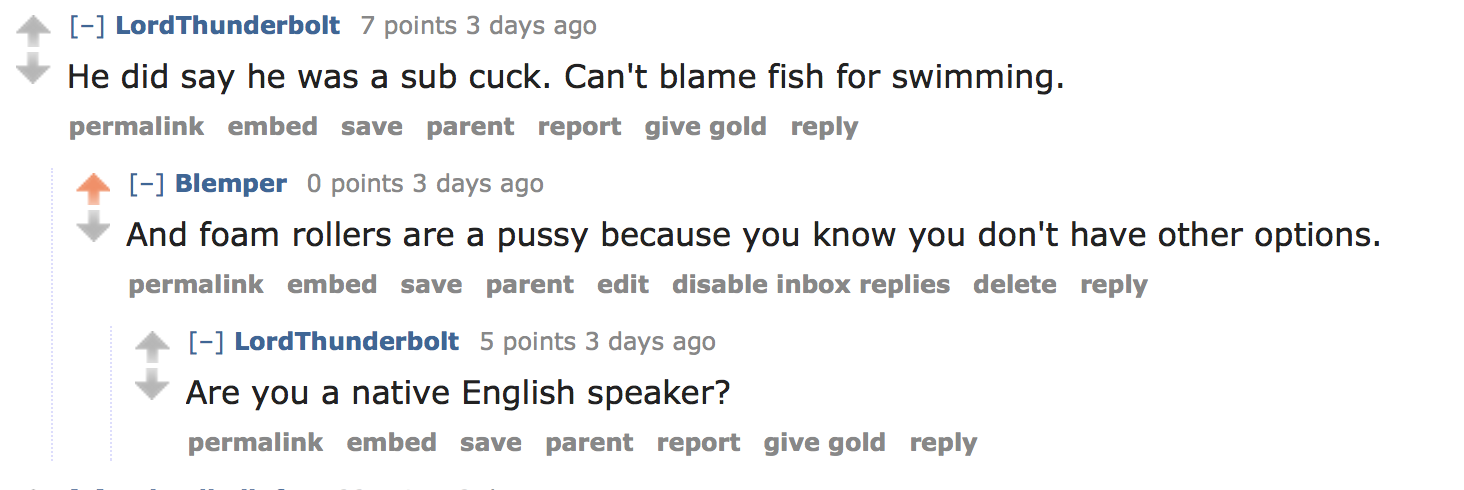 [–] LordThunderbolt 7 points 3 days ago
He did say he was a sub cuck. Can't blame fish for swimming.
permalink embed save parent report give gold reply
[–] Blemper 0 points 3 days ago
And foam rollers are a pussy because you know you don't have other options.
permalink embed save parent edit disable inbox replies delete reply
[–] LordThunderbolt 5 points 3 days ago
Are you a native English speaker?
permalink embed save parent report give gold reply